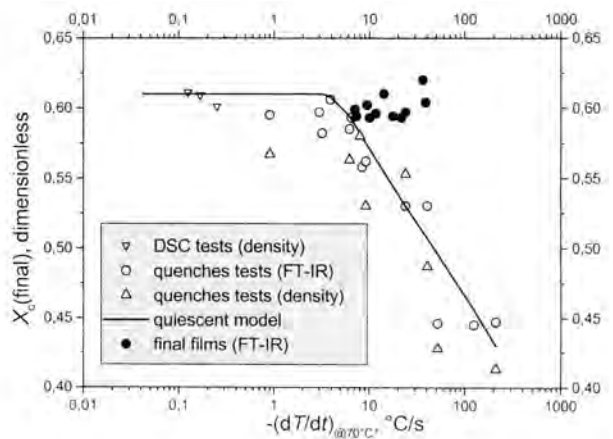 0,01 0,1 1 10 100 1000
0,65 0,65
0,60 0,60
0,55 0,55
0,50 0,50
0,45 0,45
0.40 0.40
Xc(final), dimensionless
DSC tests (density)
quenches tests (FT-IR)
quenches tests (density)
quiescent model
final films (FT-IR)
0,01 0,1 1 10 100 1000
-(dT/dt)@70°C, °C/s